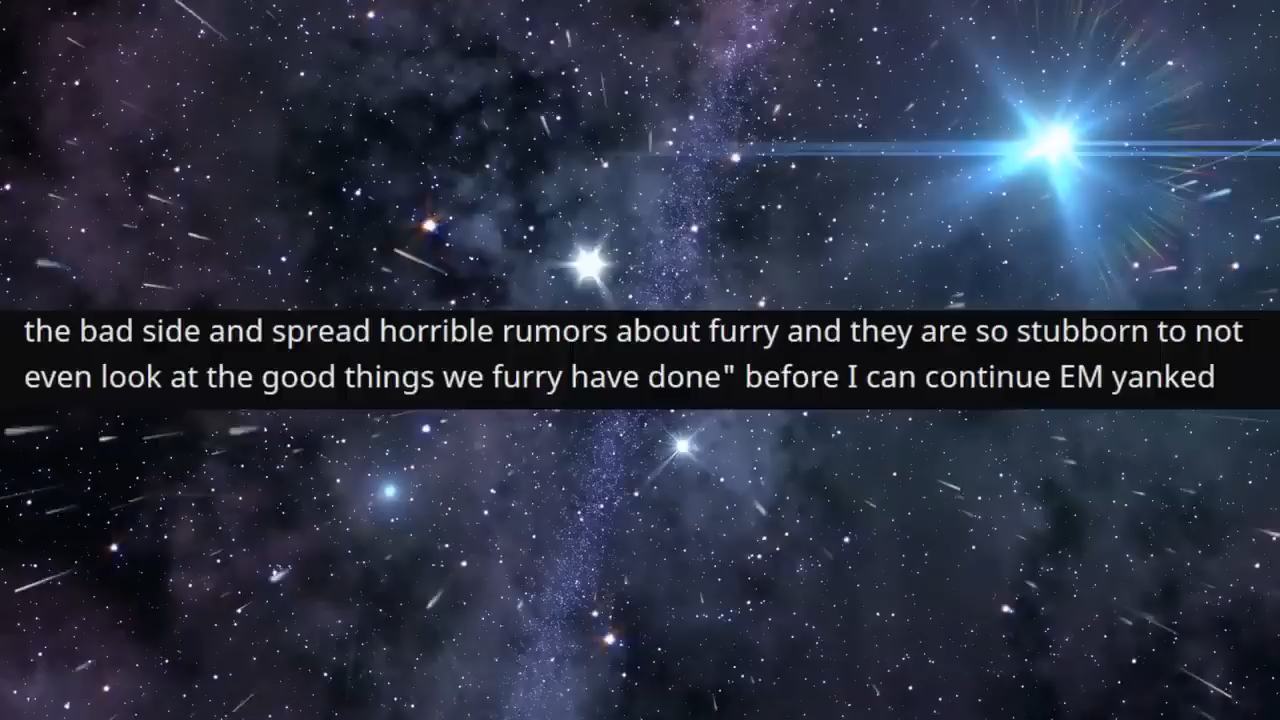 the bad side and spread horrible rumors about furry and they are so stubborn to not
even look at the good things we furry have done" before I can continue EM yanked